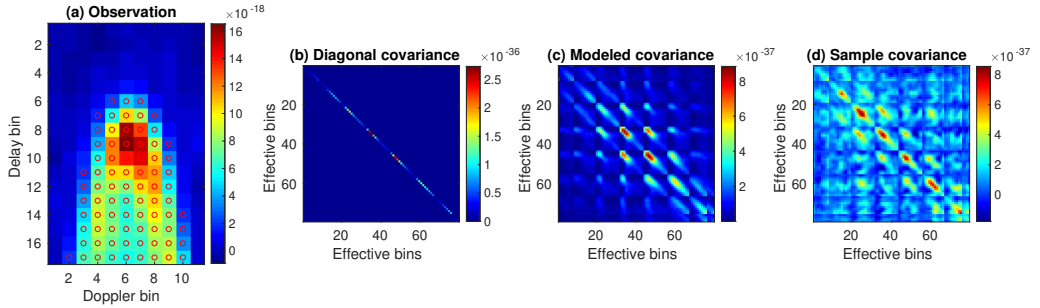 (a) Observation
×10⁻¹⁸
2
4
6
8
10
12
14
16
Delay bin
2 4 6 8 10
Doppler bin
0
2
4
6
8
10
12
14
16
(b) Diagonal covariance
×10⁻³⁶
20
40
60
Effective bins
20 40 60
Effective bins
0
0.5
1
1.5
2
2.5
(c) Modeled covariance
×10⁻³⁷
20
40
60
Effective bins
20 40 60
Effective bins
2
4
6
8
(d) Sample covariance
×10⁻³⁷
20
40
60
Effective bins
20 40 60
Effective bins
0
2
4
6
8